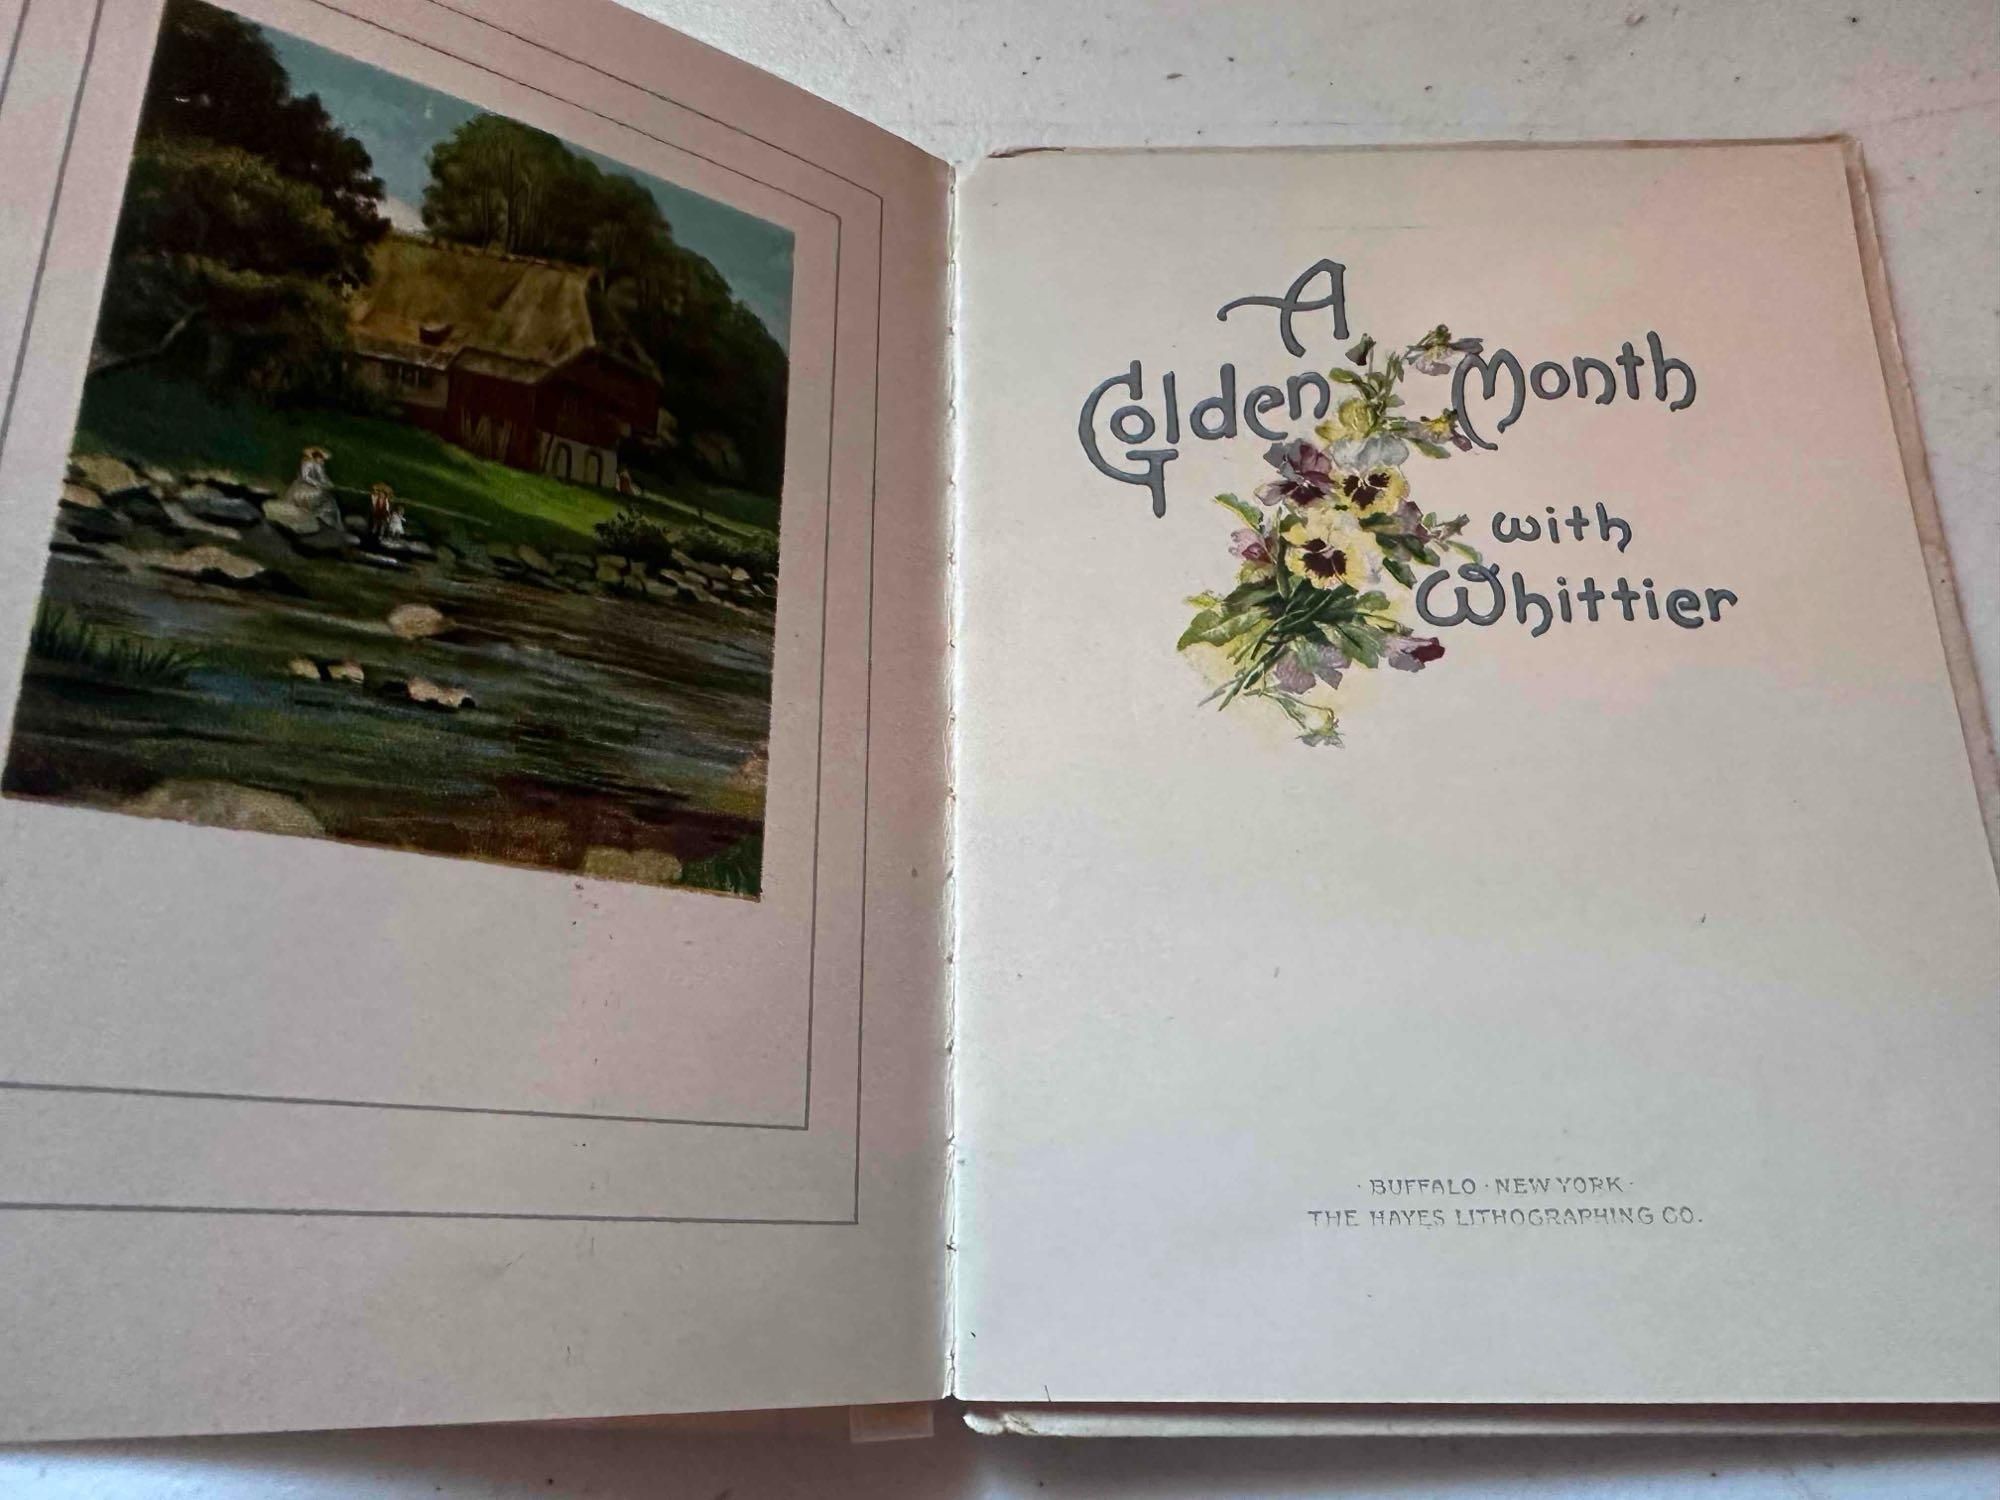 A
Golden Month
with
Whittier
· BUFFALO · NEW YORK ·
THE HAYES LITHOGRAPHING CO.